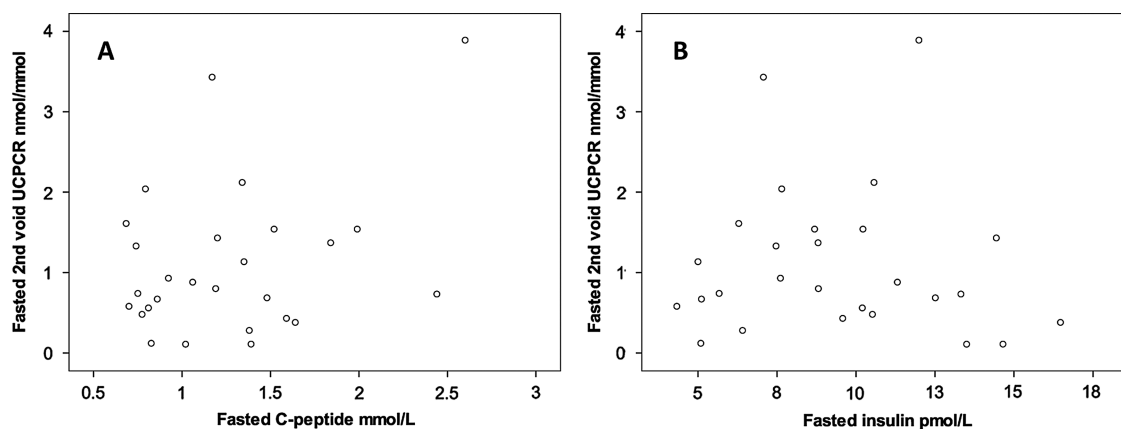 A
Fasted 2nd void UCPCR nmol/mmol
4
3
2
1
0
0.5 1 1.5 2 2.5 3
Fasted C-peptide mmol/L
B
Fasted 2nd void UCPCR nmol/mmol
4
3
2
1
0
5 8 10 13 15 18
Fasted insulin pmol/L